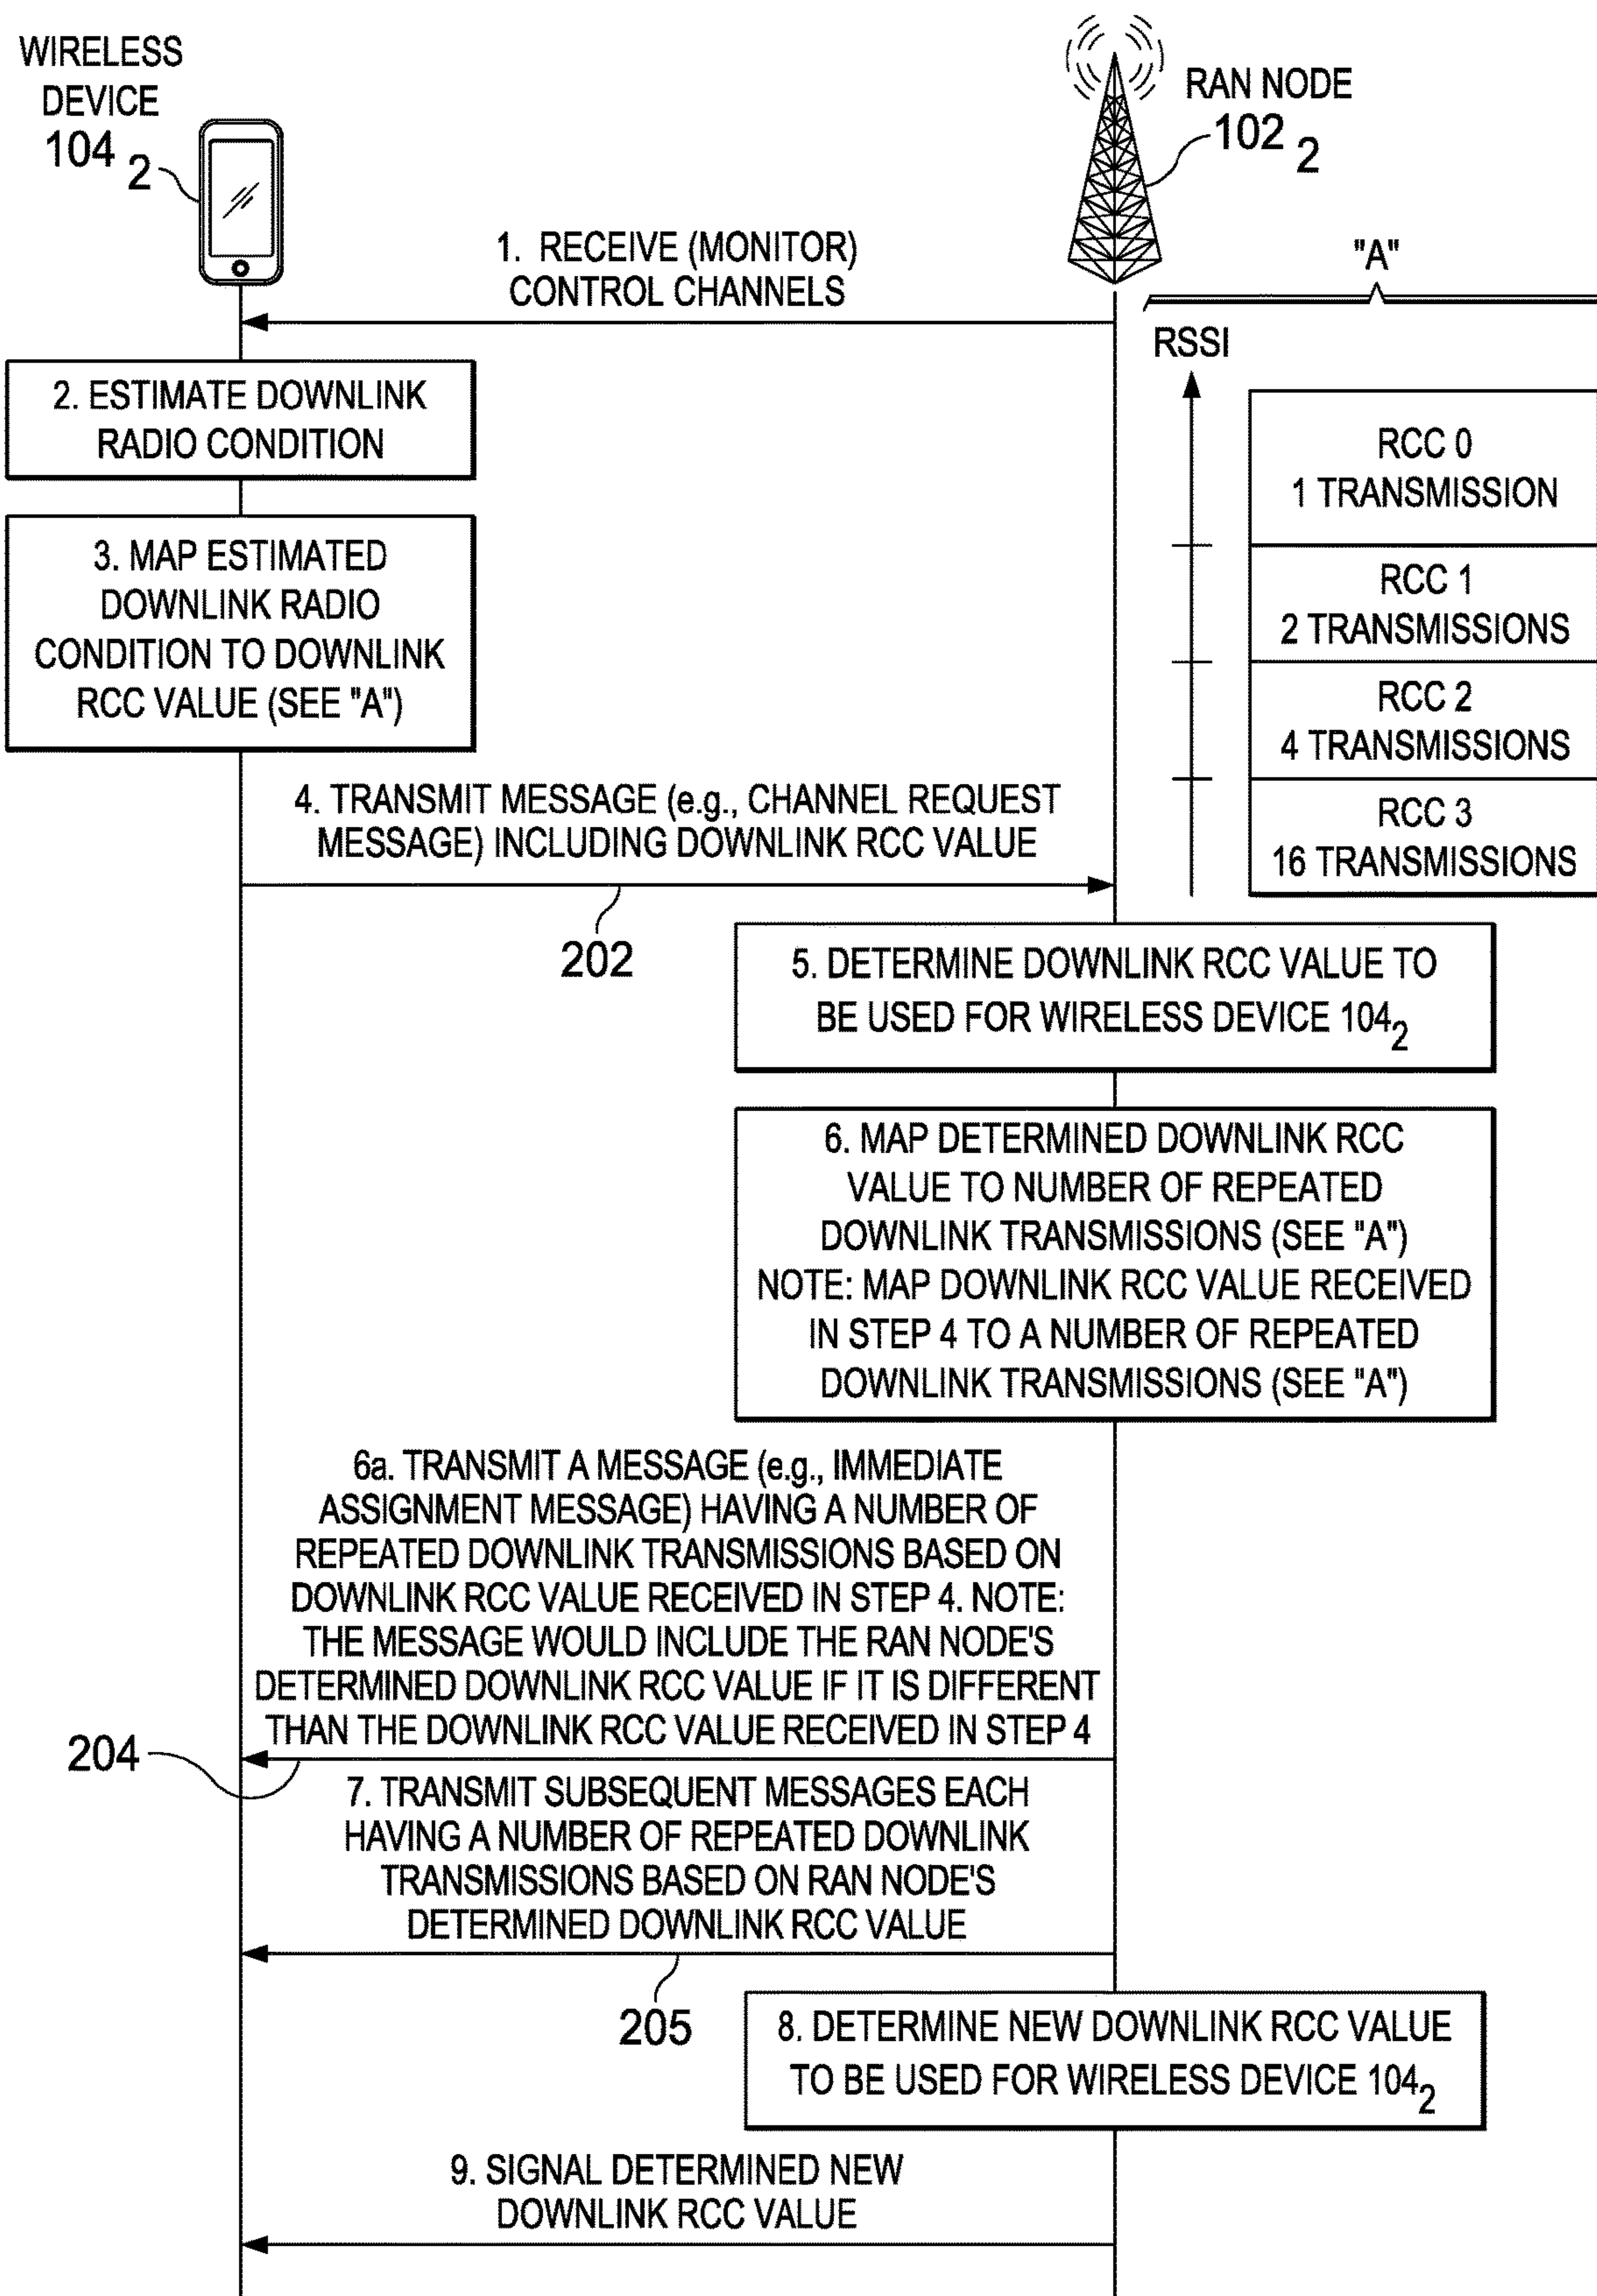 WIRELESS
DEVICE
104 2
RAN NODE
102 2
1. RECEIVE (MONITOR)
CONTROL CHANNELS
"A"
RSSI
2. ESTIMATE DOWNLINK
RADIO CONDITION
RCC 0
1 TRANSMISSION
3. MAP ESTIMATED
DOWNLINK RADIO
CONDITION TO DOWNLINK
RCC VALUE (SEE "A")
RCC 1
2 TRANSMISSIONS
RCC 2
4 TRANSMISSIONS
RCC 3
16 TRANSMISSIONS
4. TRANSMIT MESSAGE (e.g., CHANNEL REQUEST
MESSAGE) INCLUDING DOWNLINK RCC VALUE
202
5. DETERMINE DOWNLINK RCC VALUE TO
BE USED FOR WIRELESS DEVICE 104₂
6. MAP DETERMINED DOWNLINK RCC
VALUE TO NUMBER OF REPEATED
DOWNLINK TRANSMISSIONS (SEE "A")
NOTE: MAP DOWNLINK RCC VALUE RECEIVED
IN STEP 4 TO A NUMBER OF REPEATED
DOWNLINK TRANSMISSIONS (SEE "A")
6a. TRANSMIT A MESSAGE (e.g., IMMEDIATE
ASSIGNMENT MESSAGE) HAVING A NUMBER OF
REPEATED DOWNLINK TRANSMISSIONS BASED ON
DOWNLINK RCC VALUE RECEIVED IN STEP 4. NOTE:
THE MESSAGE WOULD INCLUDE THE RAN NODE'S
DETERMINED DOWNLINK RCC VALUE IF IT IS DIFFERENT
THAN THE DOWNLINK RCC VALUE RECEIVED IN STEP 4
204
7. TRANSMIT SUBSEQUENT MESSAGES EACH
HAVING A NUMBER OF REPEATED DOWNLINK
TRANSMISSIONS BASED ON RAN NODE'S
DETERMINED DOWNLINK RCC VALUE
205
8. DETERMINE NEW DOWNLINK RCC VALUE
TO BE USED FOR WIRELESS DEVICE 104₂
9. SIGNAL DETERMINED NEW
DOWNLINK RCC VALUE